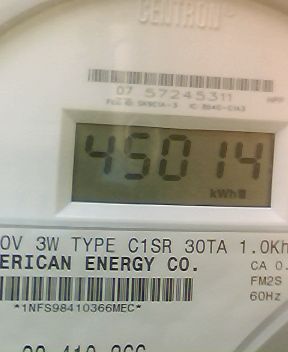 CENTRON
07 57245311
45014
kWh
0V 3W TYPE C1SR 30TA 1.0Kh
ERICAN ENERGY CO.
CA 0.
FM2S
60Hz
*1NFS98410366MEC*